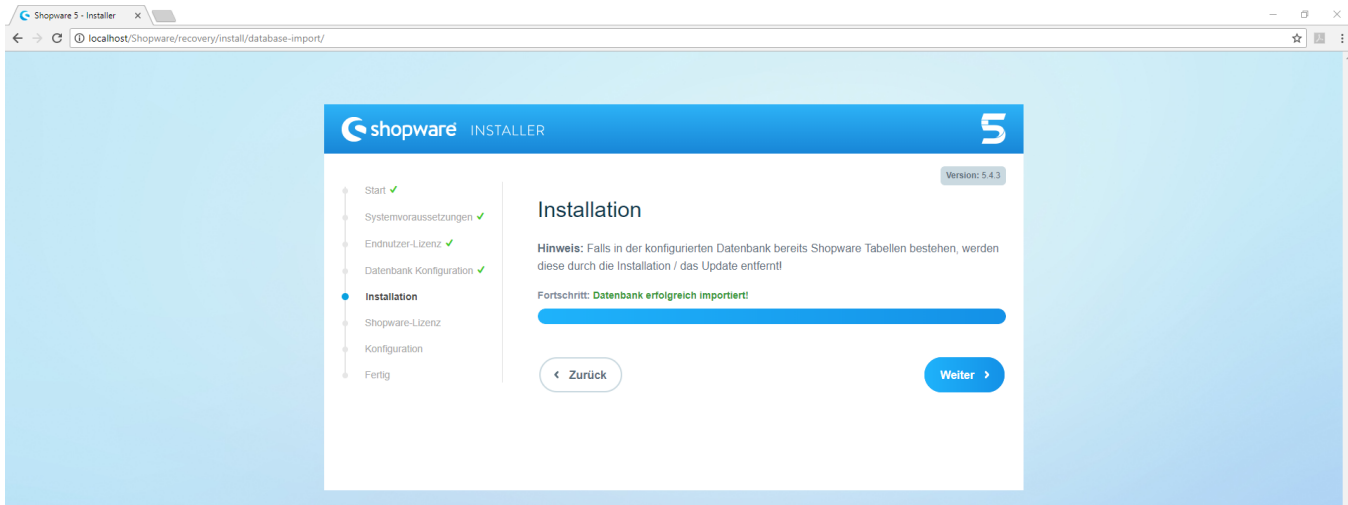 Shopware 5 - Installer
localhost/Shopware/recovery/install/database-import/
shopware INSTALLER 5
Version: 5.4.3
Start
Systemvoraussetzungen
Endnutzer-Lizenz
Datenbank Konfiguration
Installation
Shopware-Lizenz
Konfiguration
Fertig
Installation
Hinweis: Falls in der konfigurierten Datenbank bereits Shopware Tabellen bestehen, werden
diese durch die Installation / das Update entfernt!
Fortschritt: Datenbank erfolgreich importiert!
Zurück
Weiter